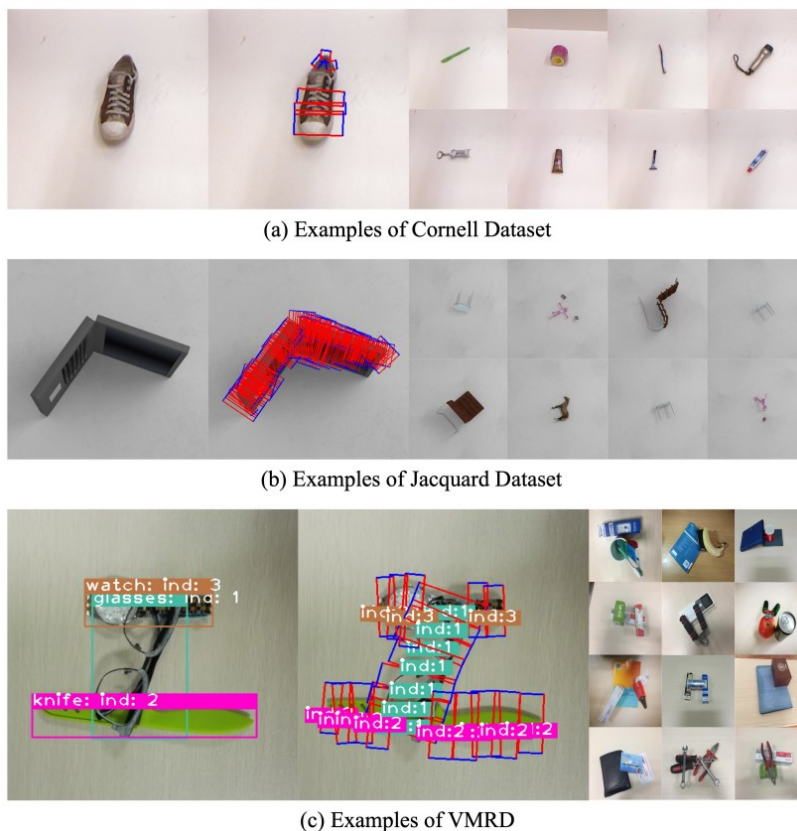 (a) Examples of Cornell Dataset
(b) Examples of Jacquard Dataset
watch: ind: 3
glasses: ind: 1
knife: ind: 2
ind:3
ind:3
ind:1
ind:1
ind:1
ind:1
ind:1
ind:2
ind:2
ind:2
(c) Examples of VMRD